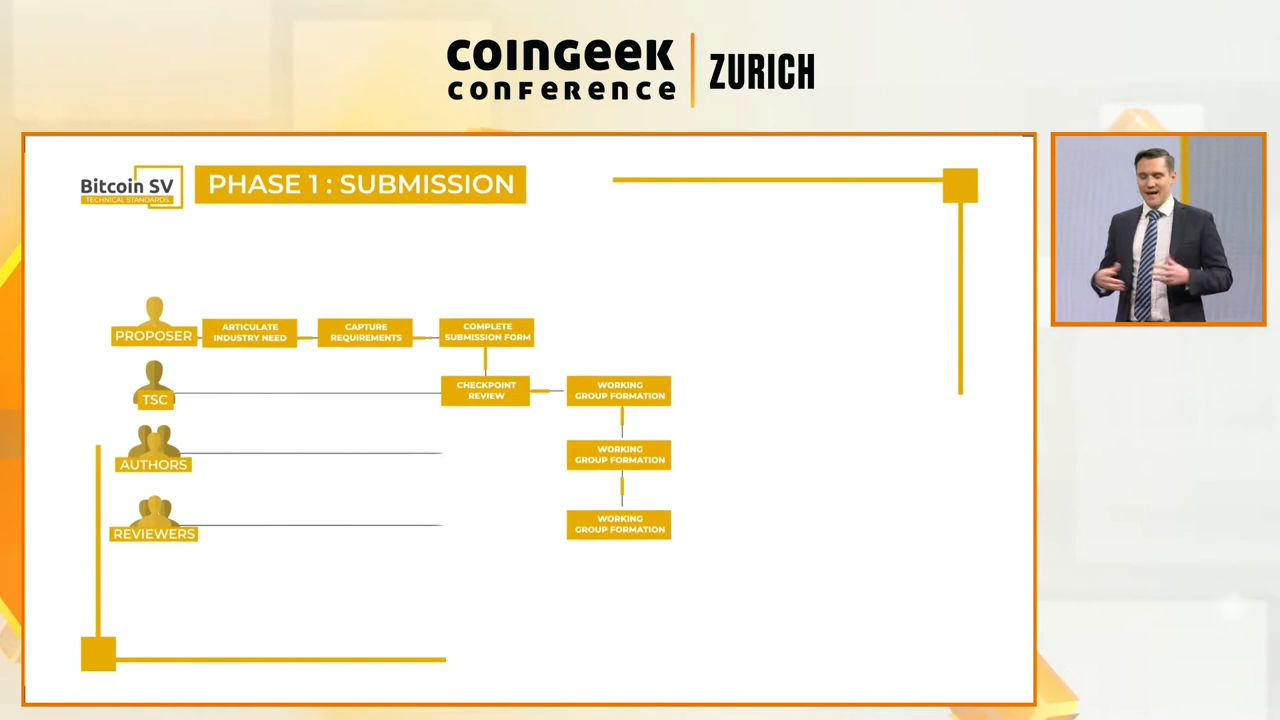 COINGEEK
CONFERENCE
ZURICH
Bitcoin SV
TECHNICAL STANDARDS
PHASE 1 : SUBMISSION
PROPOSER
ARTICULATE
INDUSTRY NEED
CAPTURE
REQUIREMENTS
COMPLETE
SUBMISSION FORM
TSC
CHECKPOINT
REVIEW
WORKING
GROUP FORMATION
AUTHORS
WORKING
GROUP FORMATION
REVIEWERS
WORKING
GROUP FORMATION